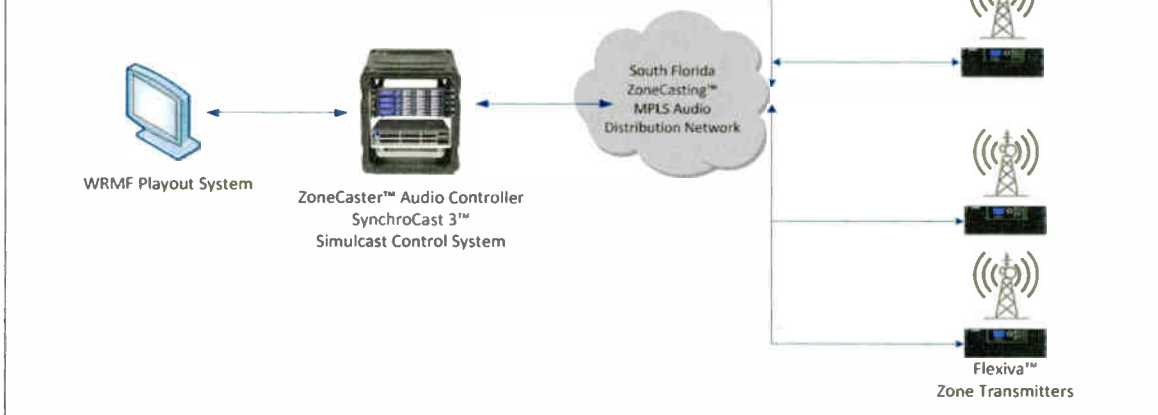 South Florida
ZoneCasting™
MPLS Audio
Distribution Network
WRMF Playout System
ZoneCaster™ Audio Controller
SynchroCast 3™
Simulcast Control System
Flexiva™
Zone Transmitters